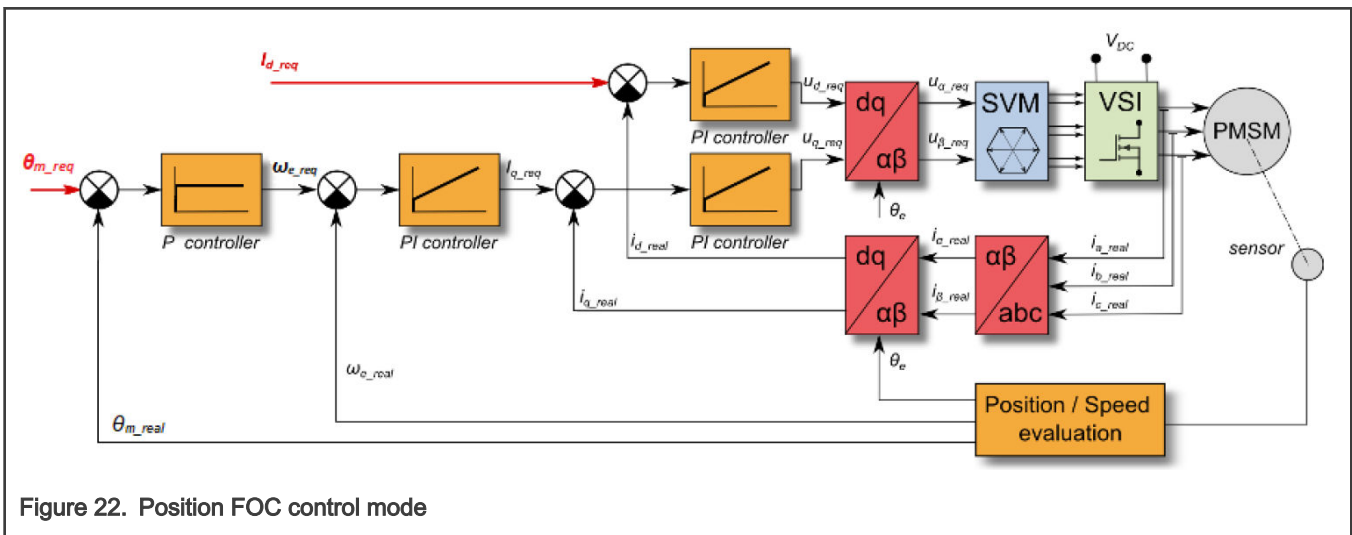 V_DC
I_d_req
u_d_req
u_α_req
dq
αβ
SVM
VSI
PMSM
PI controller
u_q_req
u_β_req
θ_m_req
ω_e_req
I_q_req
P controller
PI controller
PI controller
θ_e
i_d_real
i_α_real
i_a_real
sensor
dq
αβ
αβ
abc
i_b_real
i_q_real
i_β_real
i_c_real
θ_e
ω_e_real
θ_m_real
Position / Speed
evaluation
Figure 22. Position FOC control mode